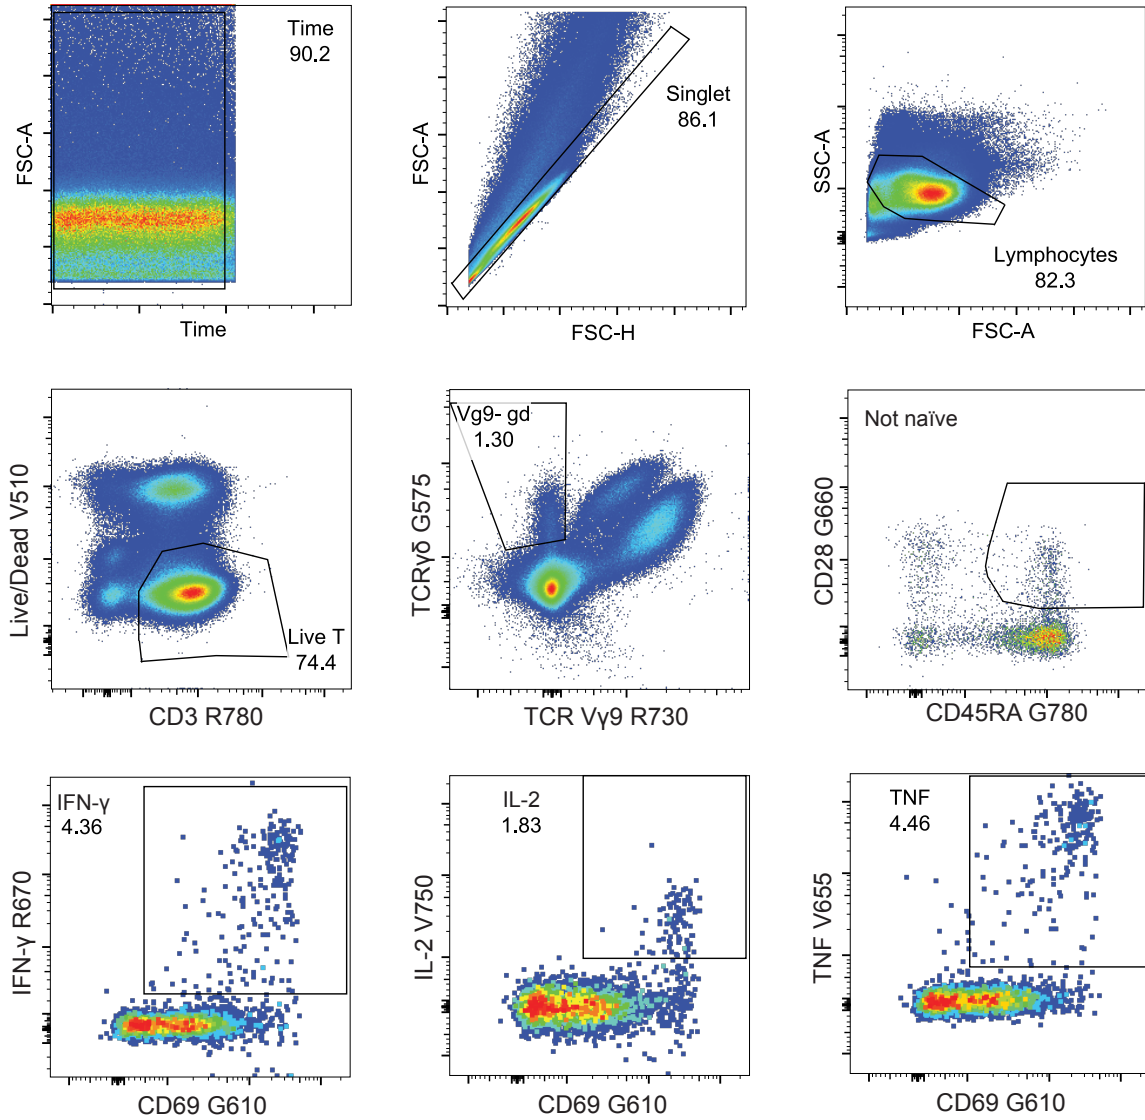 Time
90.2
FSC-A
Time
Singlet
86.1
FSC-A
FSC-H
Lymphocytes
82.3
SSC-A
FSC-A
Live T
74.4
Live/Dead V510
CD3 R780
Vg9- gd
1.30
TCRγδ G575
TCR Vγ9 R730
Not naïve
CD28 G660
CD45RA G780
IFN-γ
4.36
IFN-γ R670
CD69 G610
IL-2
1.83
IL-2 V750
CD69 G610
TNF
4.46
TNF V655
CD69 G610